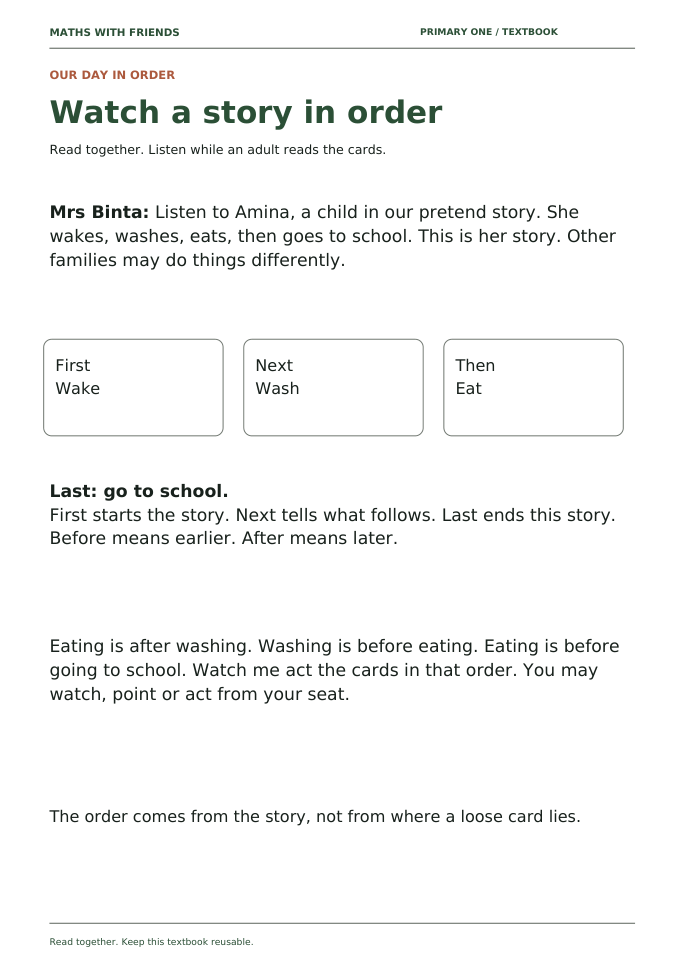 MATHS WITH FRIENDS
PRIMARY ONE / TEXTBOOK
OUR DAY IN ORDER
Watch a story in order
Read together. Listen while an adult reads the cards.
Mrs Binta: Listen to Amina, a child in our pretend story. She
wakes, washes, eats, then goes to school. This is her story. Other
families may do things differently.
First
Wake
Next
Wash
Then
Eat
Last: go to school.
First starts the story. Next tells what follows. Last ends this story.
Before means earlier. After means later.
Eating is after washing. Washing is before eating. Eating is before
going to school. Watch me act the cards in that order. You may
watch, point or act from your seat.
The order comes from the story, not from where a loose card lies.
Read together. Keep this textbook reusable.